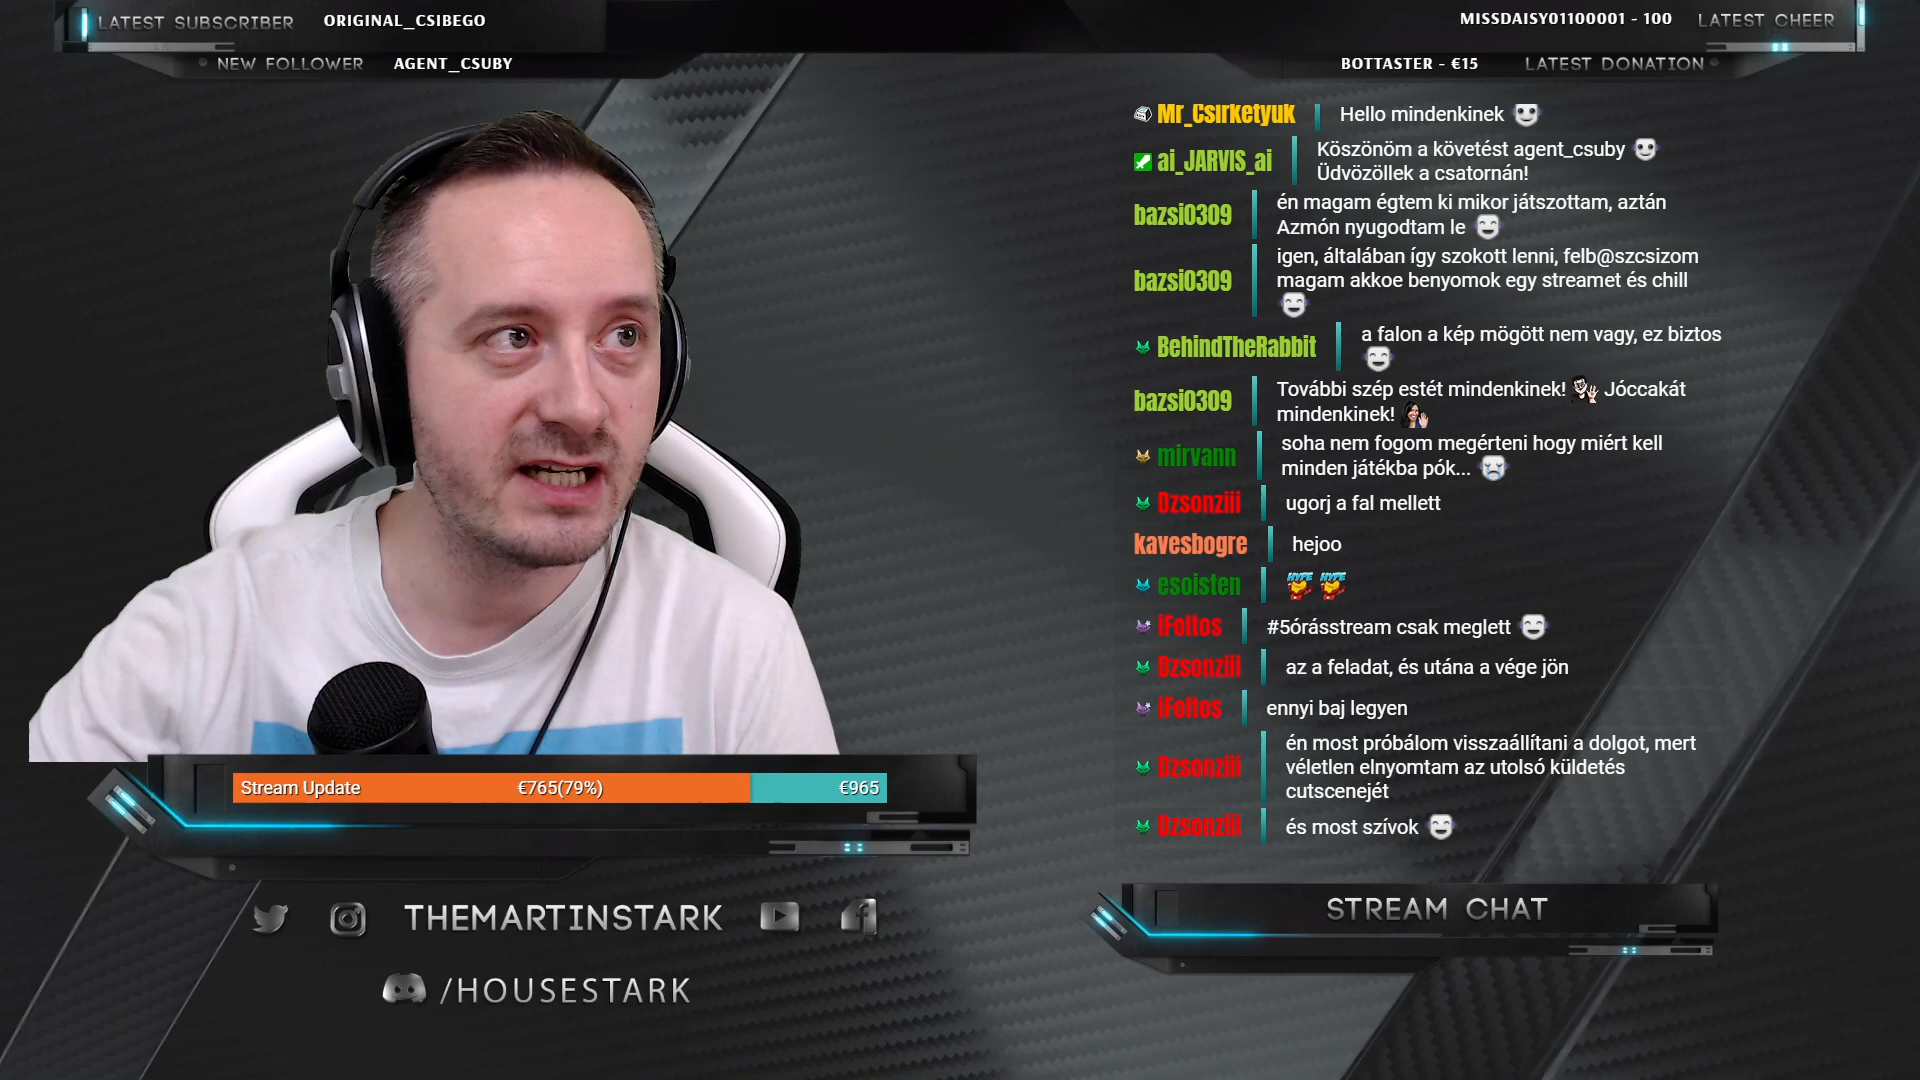 LATEST SUBSCRIBER ORIGINAL_CSIBEGO
MISSDAISY01100001 - 100 LATEST CHEER
NEW FOLLOWER AGENT_CSUBY
BOTTASTER - €15 LATEST DONATION
Mr_Csirketyuk Hello mindenkinek
ai_JARVIS_ai Köszönöm a követést agent_csuby
Üdvözöllek a csatornán!
bazsi0309 én magam égtem ki mikor játszottam, aztán
Azmón nyugodtam le
bazsi0309 igen, általában így szokott lenni, felb@szcsizom
magam akkoe benyomok egy streamet és chill
BehindTheRabbit a falon a kép mögött nem vagy, ez biztos
bazsi0309 További szép estét mindenkinek! Jóccakát
mindenkinek!
mirvann soha nem fogom megérteni hogy miért kell
minden játékba pók...
Dzsonziii ugorj a fal mellett
kavesbogre hejoo
esoisten HYPE HYPE
iFoltos #5órásstream csak meglett
Dzsonziii az a feladat, és utána a vége jön
iFoltos ennyi baj legyen
Dzsonziii én most próbálom visszaállítani a dolgot, mert
véletlen elnyomtam az utolsó küldetés
cutscenejét
Dzsonziii és most szívok
Stream Update €765(79%) €965
THEMARTINSTARK
/HOUSESTARK
STREAM CHAT